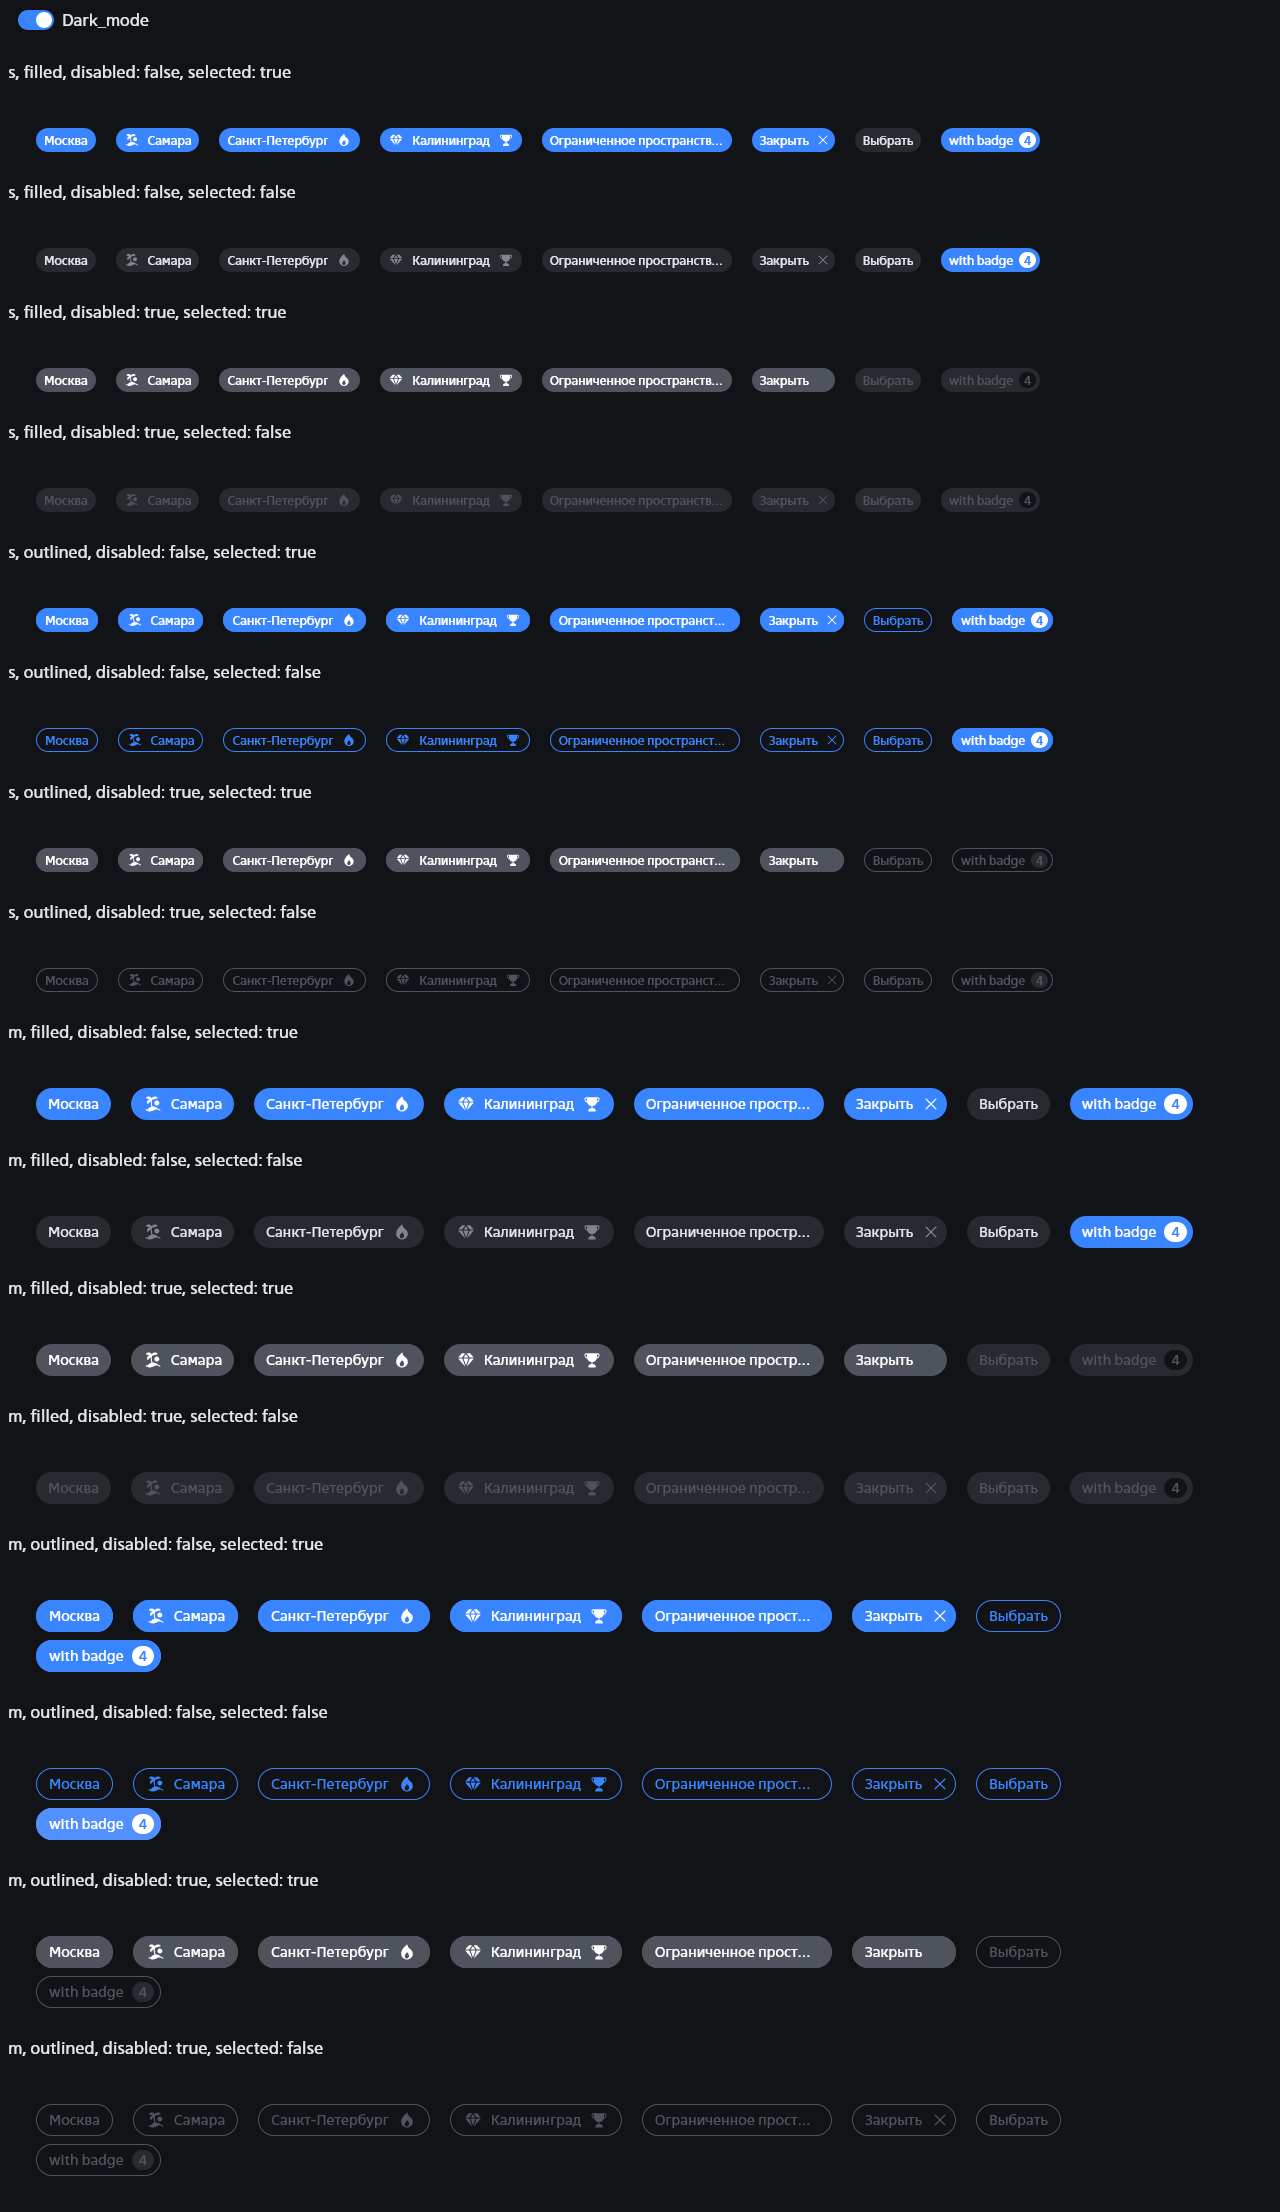 Dark_mode
s, filled, disabled: false, selected: true
Москва Самара Санкт-Петербург Калининград Ограниченное пространств... Закрыть Выбрать with badge 4
s, filled, disabled: false, selected: false
Москва Самара Санкт-Петербург Калининград Ограниченное пространств... Закрыть Выбрать with badge 4
s, filled, disabled: true, selected: true
Москва Самара Санкт-Петербург Калининград Ограниченное пространств... Закрыть Выбрать with badge 4
s, filled, disabled: true, selected: false
Москва Самара Санкт-Петербург Калининград Ограниченное пространств... Закрыть Выбрать with badge 4
s, outlined, disabled: false, selected: true
Москва Самара Санкт-Петербург Калининград Ограниченное пространст... Закрыть Выбрать with badge 4
s, outlined, disabled: false, selected: false
Москва Самара Санкт-Петербург Калининград Ограниченное пространст... Закрыть Выбрать with badge 4
s, outlined, disabled: true, selected: true
Москва Самара Санкт-Петербург Калининград Ограниченное пространст... Закрыть Выбрать with badge 4
s, outlined, disabled: true, selected: false
Москва Самара Санкт-Петербург Калининград Ограниченное пространст... Закрыть Выбрать with badge 4
m, filled, disabled: false, selected: true
Москва Самара Санкт-Петербург Калининград Ограниченное простр... Закрыть Выбрать with badge 4
m, filled, disabled: false, selected: false
Москва Самара Санкт-Петербург Калининград Ограниченное простр... Закрыть Выбрать with badge 4
m, filled, disabled: true, selected: true
Москва Самара Санкт-Петербург Калининград Ограниченное простр... Закрыть Выбрать with badge 4
m, filled, disabled: true, selected: false
Москва Самара Санкт-Петербург Калининград Ограниченное простр... Закрыть Выбрать with badge 4
m, outlined, disabled: false, selected: true
Москва Самара Санкт-Петербург Калининград Ограниченное прост... Закрыть Выбрать
with badge 4
m, outlined, disabled: false, selected: false
Москва Самара Санкт-Петербург Калининград Ограниченное прост... Закрыть Выбрать
with badge 4
m, outlined, disabled: true, selected: true
Москва Самара Санкт-Петербург Калининград Ограниченное прост... Закрыть Выбрать
with badge 4
m, outlined, disabled: true, selected: false
Москва Самара Санкт-Петербург Калининград Ограниченное прост... Закрыть Выбрать
with badge 4